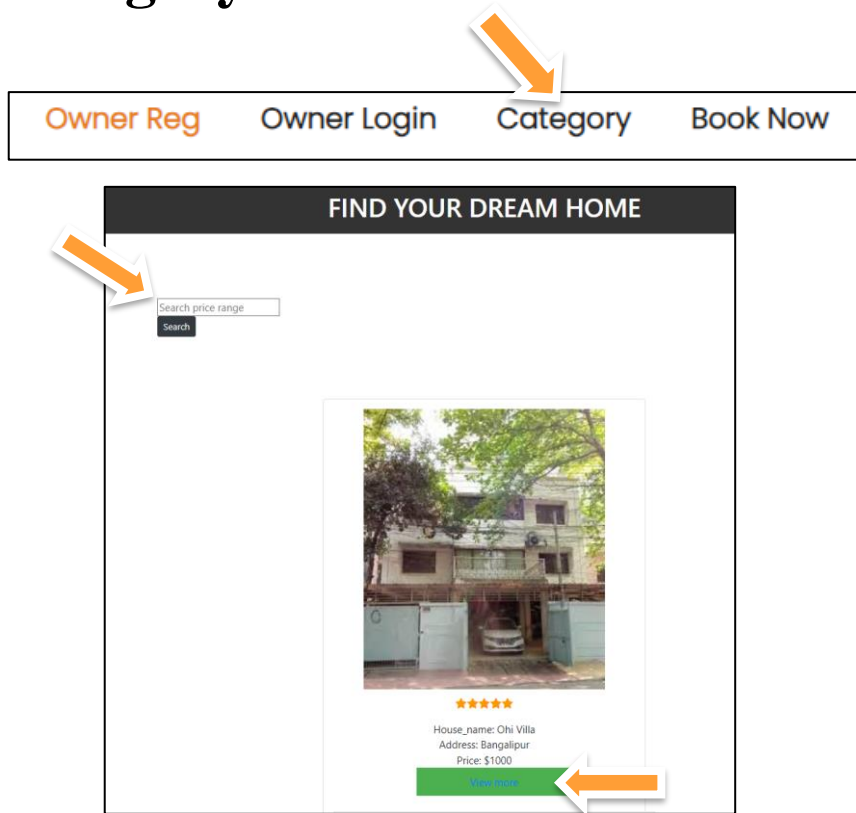 Owner Reg Owner Login Category Book Now
FIND YOUR DREAM HOME
Search price range
Search
House_name: Ohi Villa
Address: Bangalipur
Price: $1000
View more